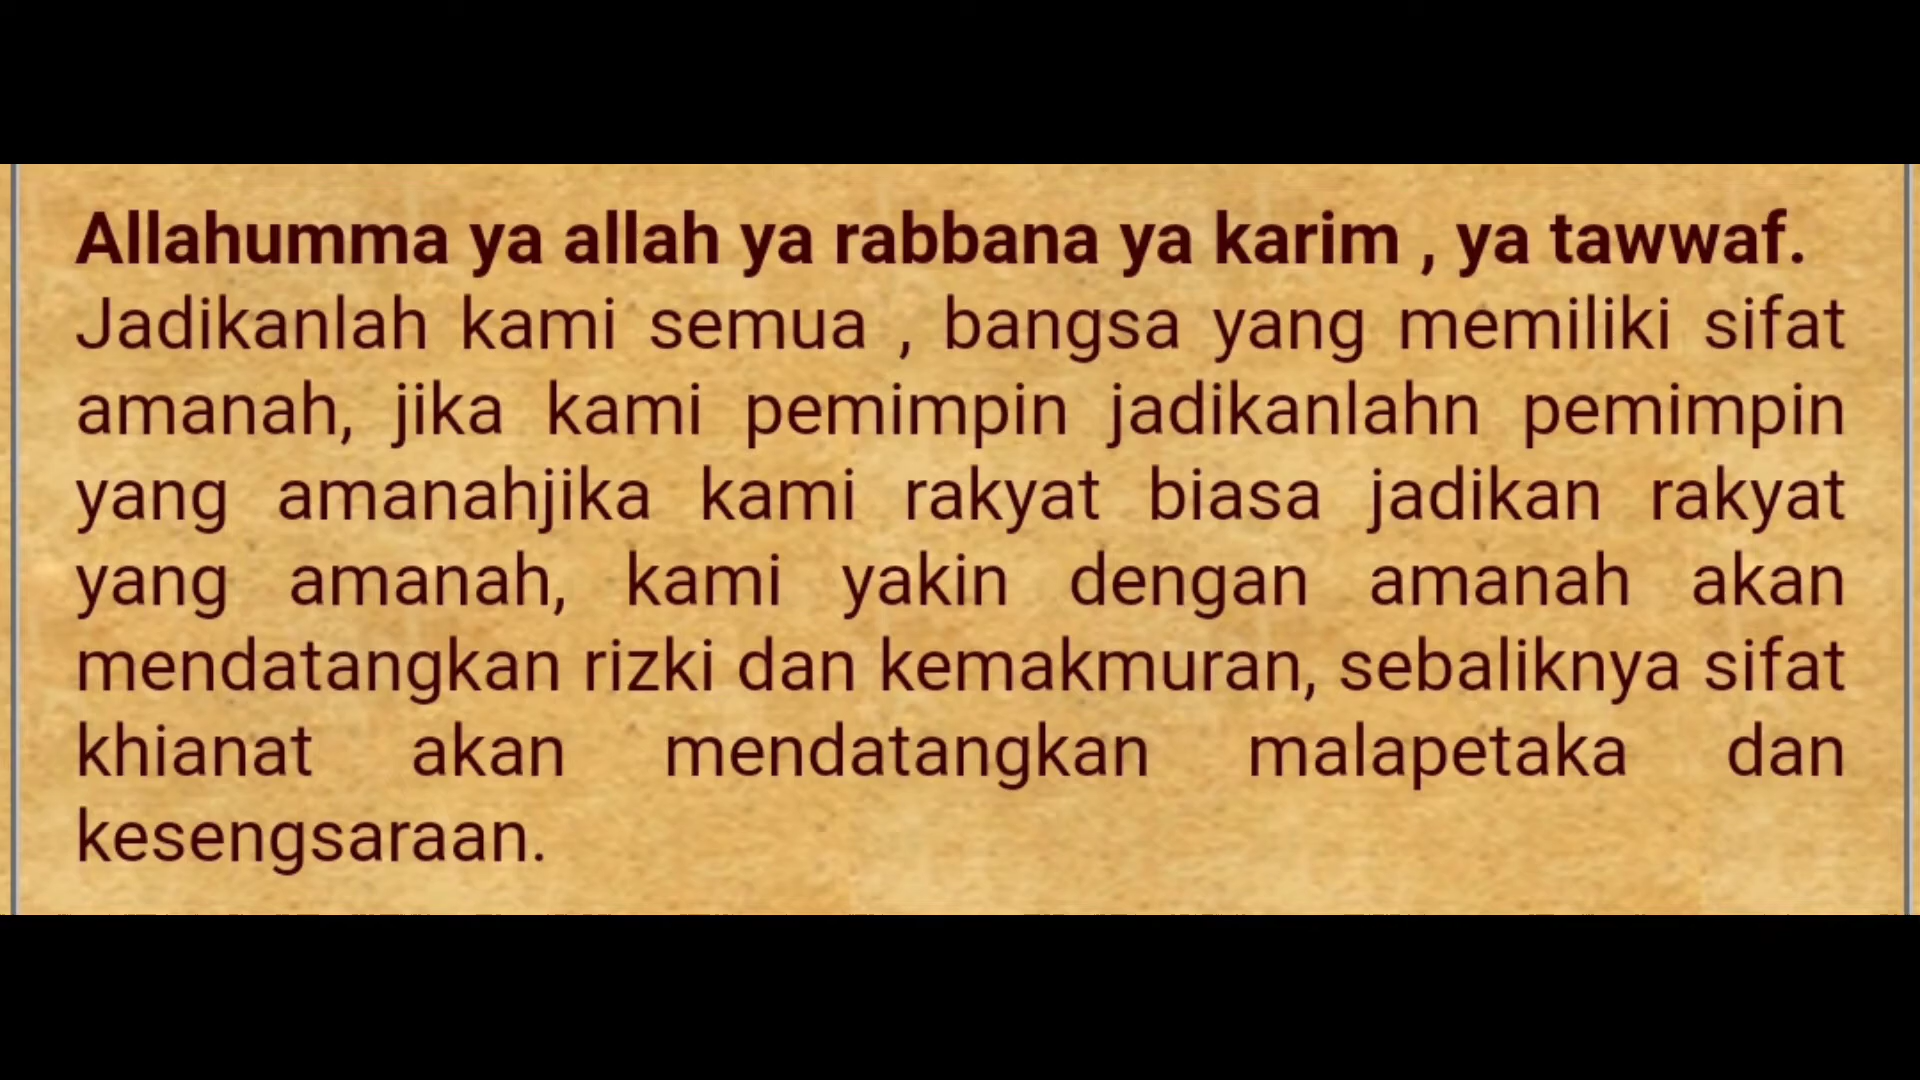 Allahumma ya allah ya rabbana ya karim , ya tawwaf.
Jadikanlah kami semua , bangsa yang memiliki sifat
amanah, jika kami pemimpin jadikanlahn pemimpin
yang amanahjika kami rakyat biasa jadikan rakyat
yang amanah, kami yakin dengan amanah akan
mendatangkan rizki dan kemakmuran, sebaliknya sifat
khianat akan mendatangkan malapetaka dan
kesengsaraan.